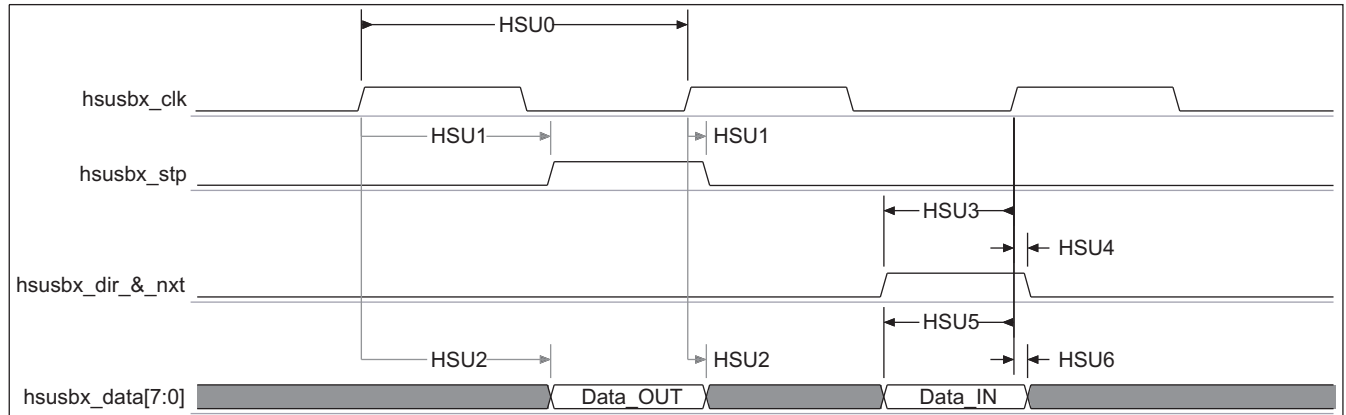 HSU0
hsusbx_clk
HSU1 HSU1
hsusbx_stp
HSU3
HSU4
hsusbx_dir_&_nxt
HSU5
HSU2 HSU2 HSU6
hsusbx_data[7:0] Data_OUT Data_IN